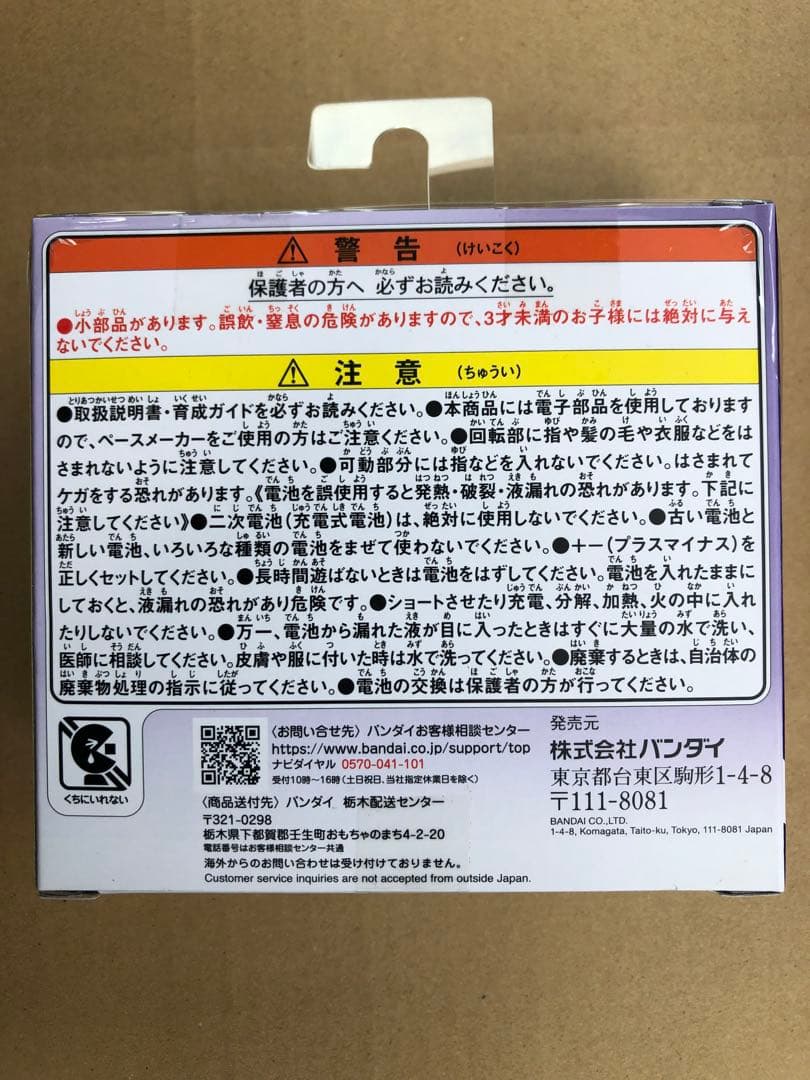 警告（けいこく）
保護者の方へ 必ずお読みください。
●小部品があります。誤飲・窒息の危険がありますので、3才未満のお子様には絶対に与え
ないでください。
注意（ちゅうい）
●取扱説明書・育成ガイドを必ずお読みください。●本商品には電子部品を使用しております
ので、ペースメーカーをご使用の方はご注意ください。●回転部に指や髪の毛や衣服などをは
さまれないように注意してください。●可動部分には指などを入れないでください。はさまれて
ケガをする恐れがあります。《電池を誤使用すると発熱・破裂・液漏れの恐れがあります。下記に
注意してください》●二次電池（充電式電池）は、絶対に使用しないでください。●古い電池と
新しい電池、いろいろな種類の電池をまぜて使わないでください。●＋－（プラスマイナス）を
正しくセットしてください。●長時間遊ばないときは電池をはずしてください。電池を入れたままに
しておくと、液漏れの恐れがあり危険です。●ショートさせたり充電、分解、加熱、火の中に入れ
たりしないでください。●万一、電池から漏れた液が目に入ったときはすぐに大量の水で洗い、
医師に相談してください。皮膚や服に付いた時は水で洗ってください。●廃棄するときは、自治体の
廃棄物処理の指示に従ってください。●電池の交換は保護者の方が行ってください。
くちにいれない
〈お問い合せ先〉バンダイお客様相談センター
https://www.bandai.co.jp/support/top
ナビダイヤル 0570-041-101
受付10時～16時（土日祝日、当社指定休業日を除く）
〈商品送付先〉バンダイ 栃木配送センター
〒321-0298
栃木県下都賀郡壬生町おもちゃのまち4-2-20
電話番号はお客様相談センター共通
海外からのお問い合わせは受け付けておりません。
Customer service inquiries are not accepted from outside Japan.
発売元
株式会社バンダイ
東京都台東区駒形1-4-8
〒111-8081
BANDAI CO.,LTD.
1-4-8, Komagata, Taito-ku, Tokyo, 111-8081 Japan